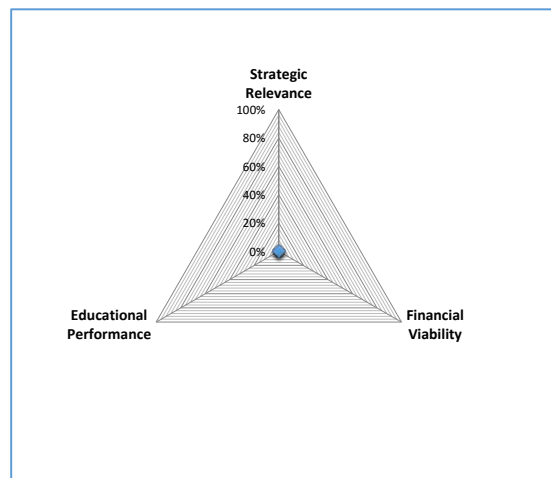 Strategic
Relevance
100%
80%
60%
40%
20%
0%
Educational
Performance
Financial
Viability